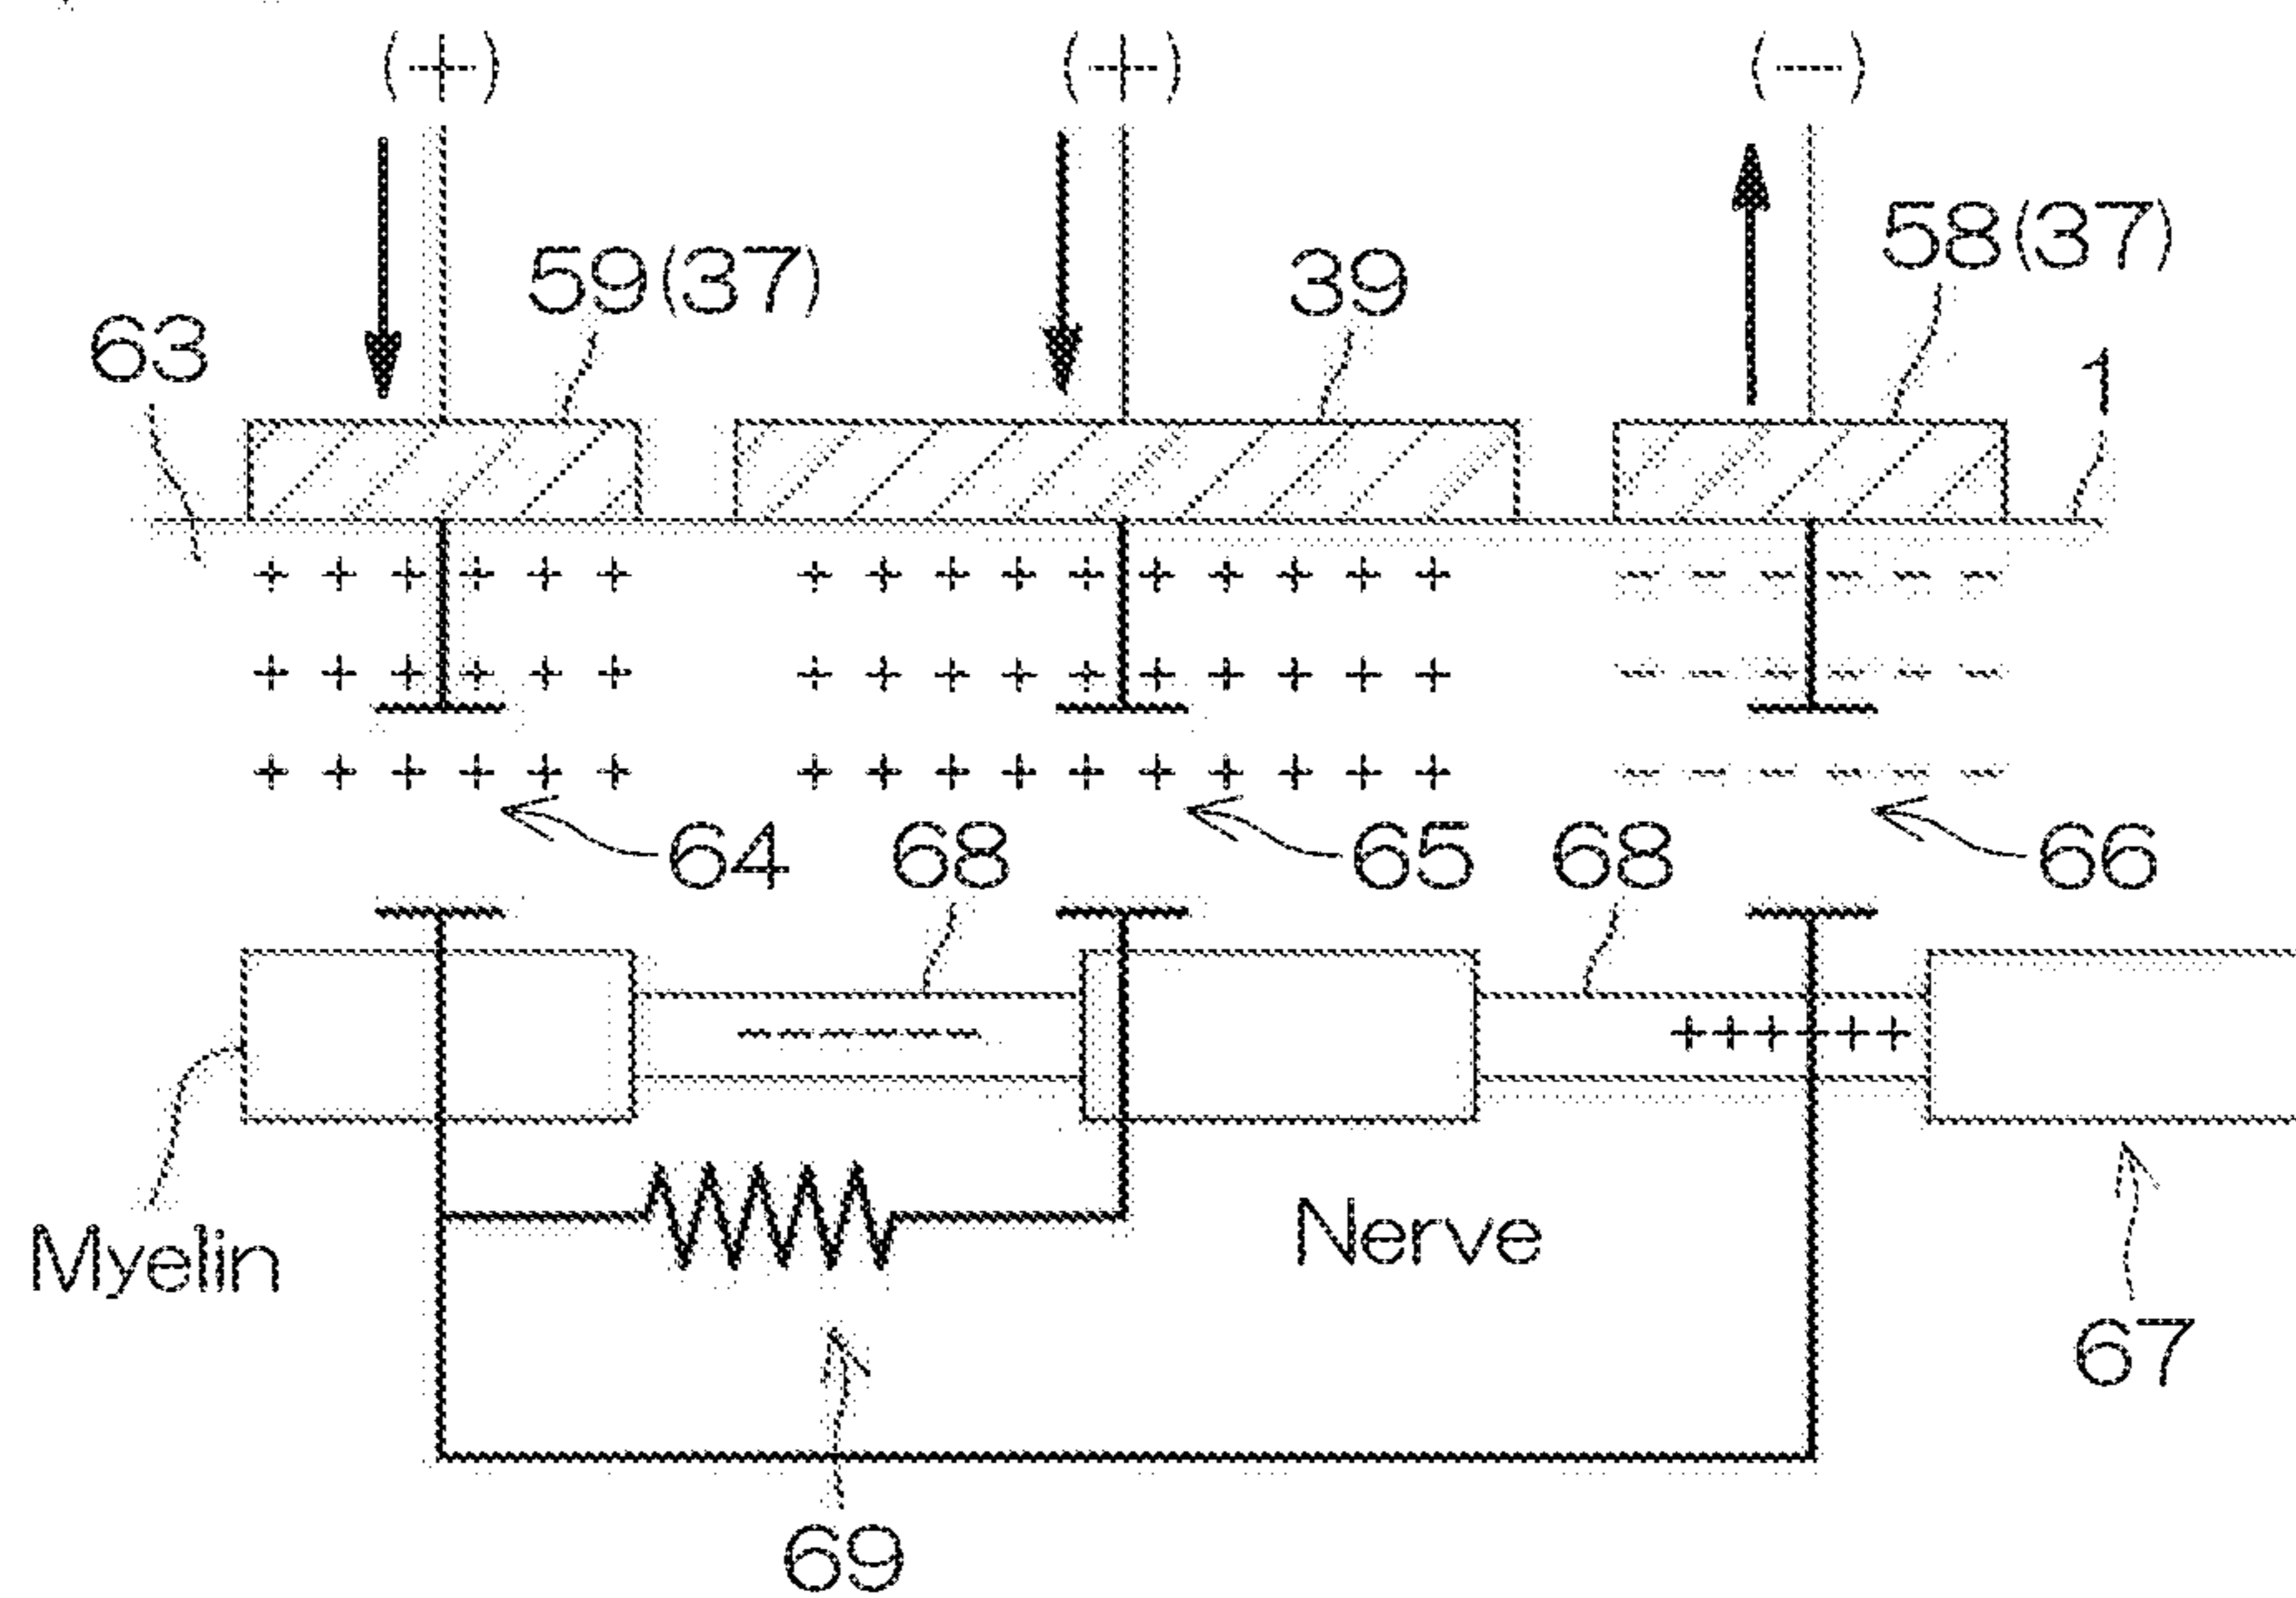 (+) (+) (-)
59(37) 39 58(37)
63 1
+ + + + + + + + + + + + + + + + - - - - - -
+ + + + + + + + + + + + + + + + - - - - - -
+ + + + + + + + + + + + + + + + - - - - - -
64 68 65 68 66
------ ++++++
Myelin Nerve
67
69